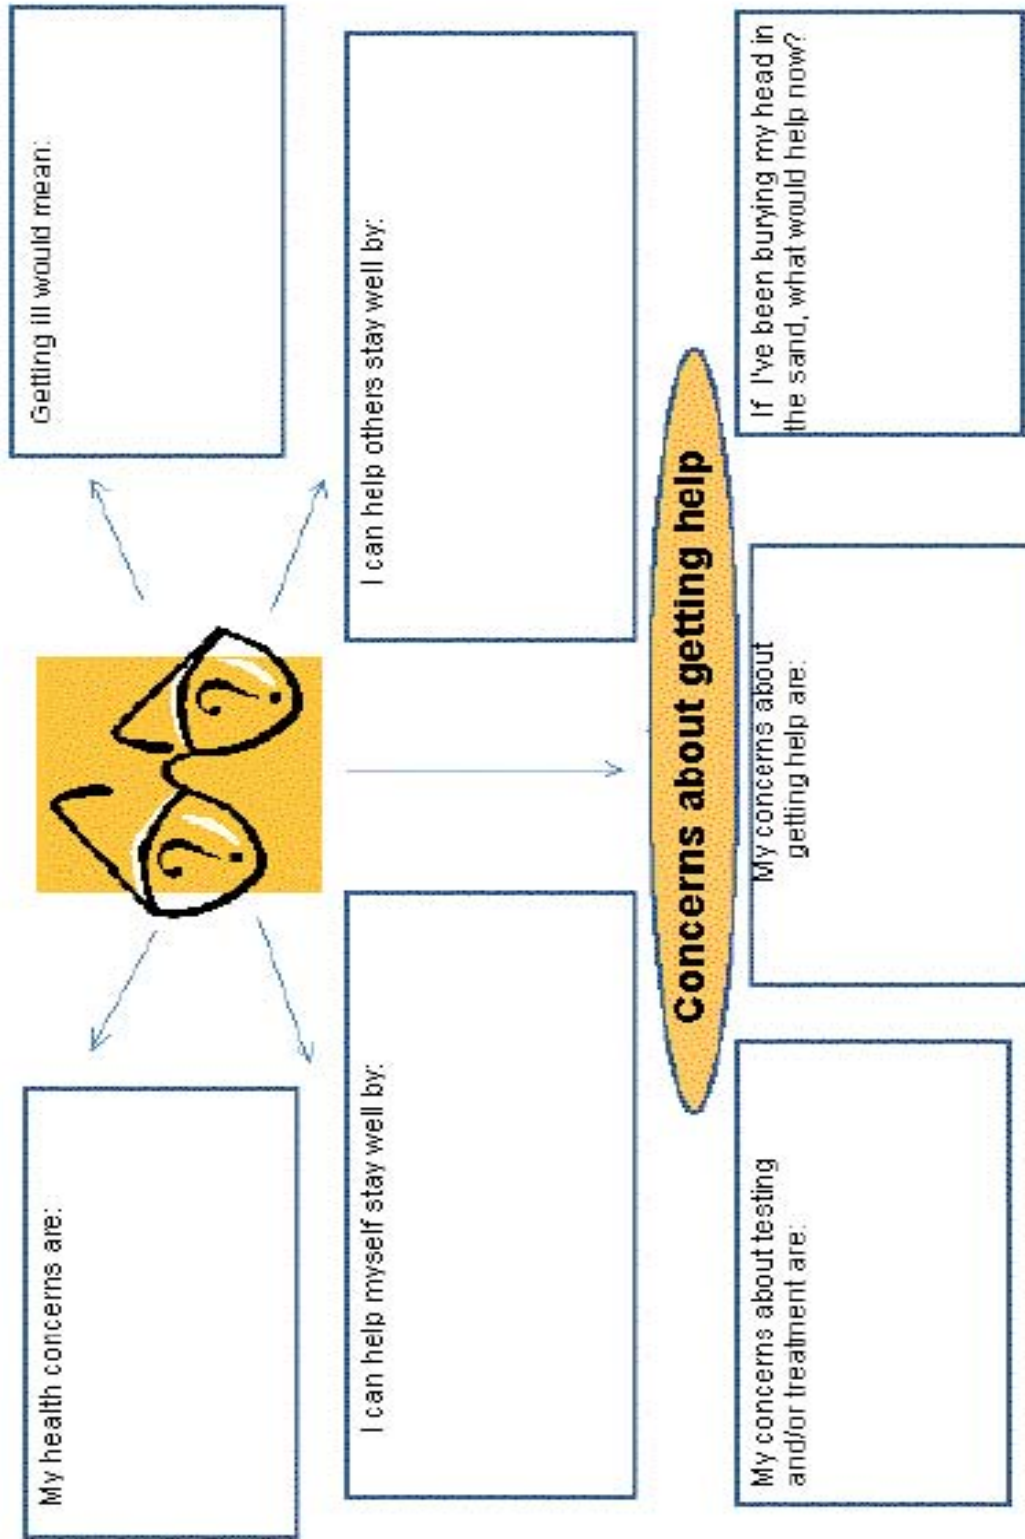 My health concerns are:
Getting ill would mean:
?
?
I can help myself stay well by:
I can help others stay well by:
Concerns about getting help
My concerns about testing
and/or treatment are:
My concerns about
getting help are:
If I've been burying my head in
the sand, what would help now?